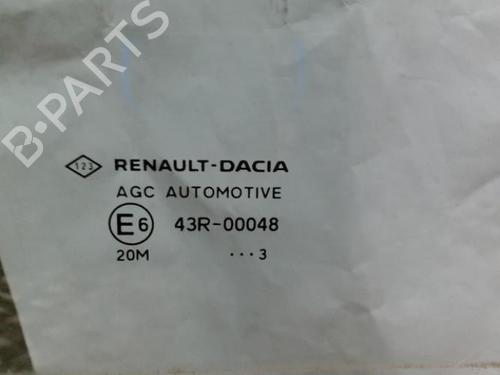 B-PARTS
123 RENAULT-DACIA
AGC AUTOMOTIVE
E6 43R-00048
20M ···3